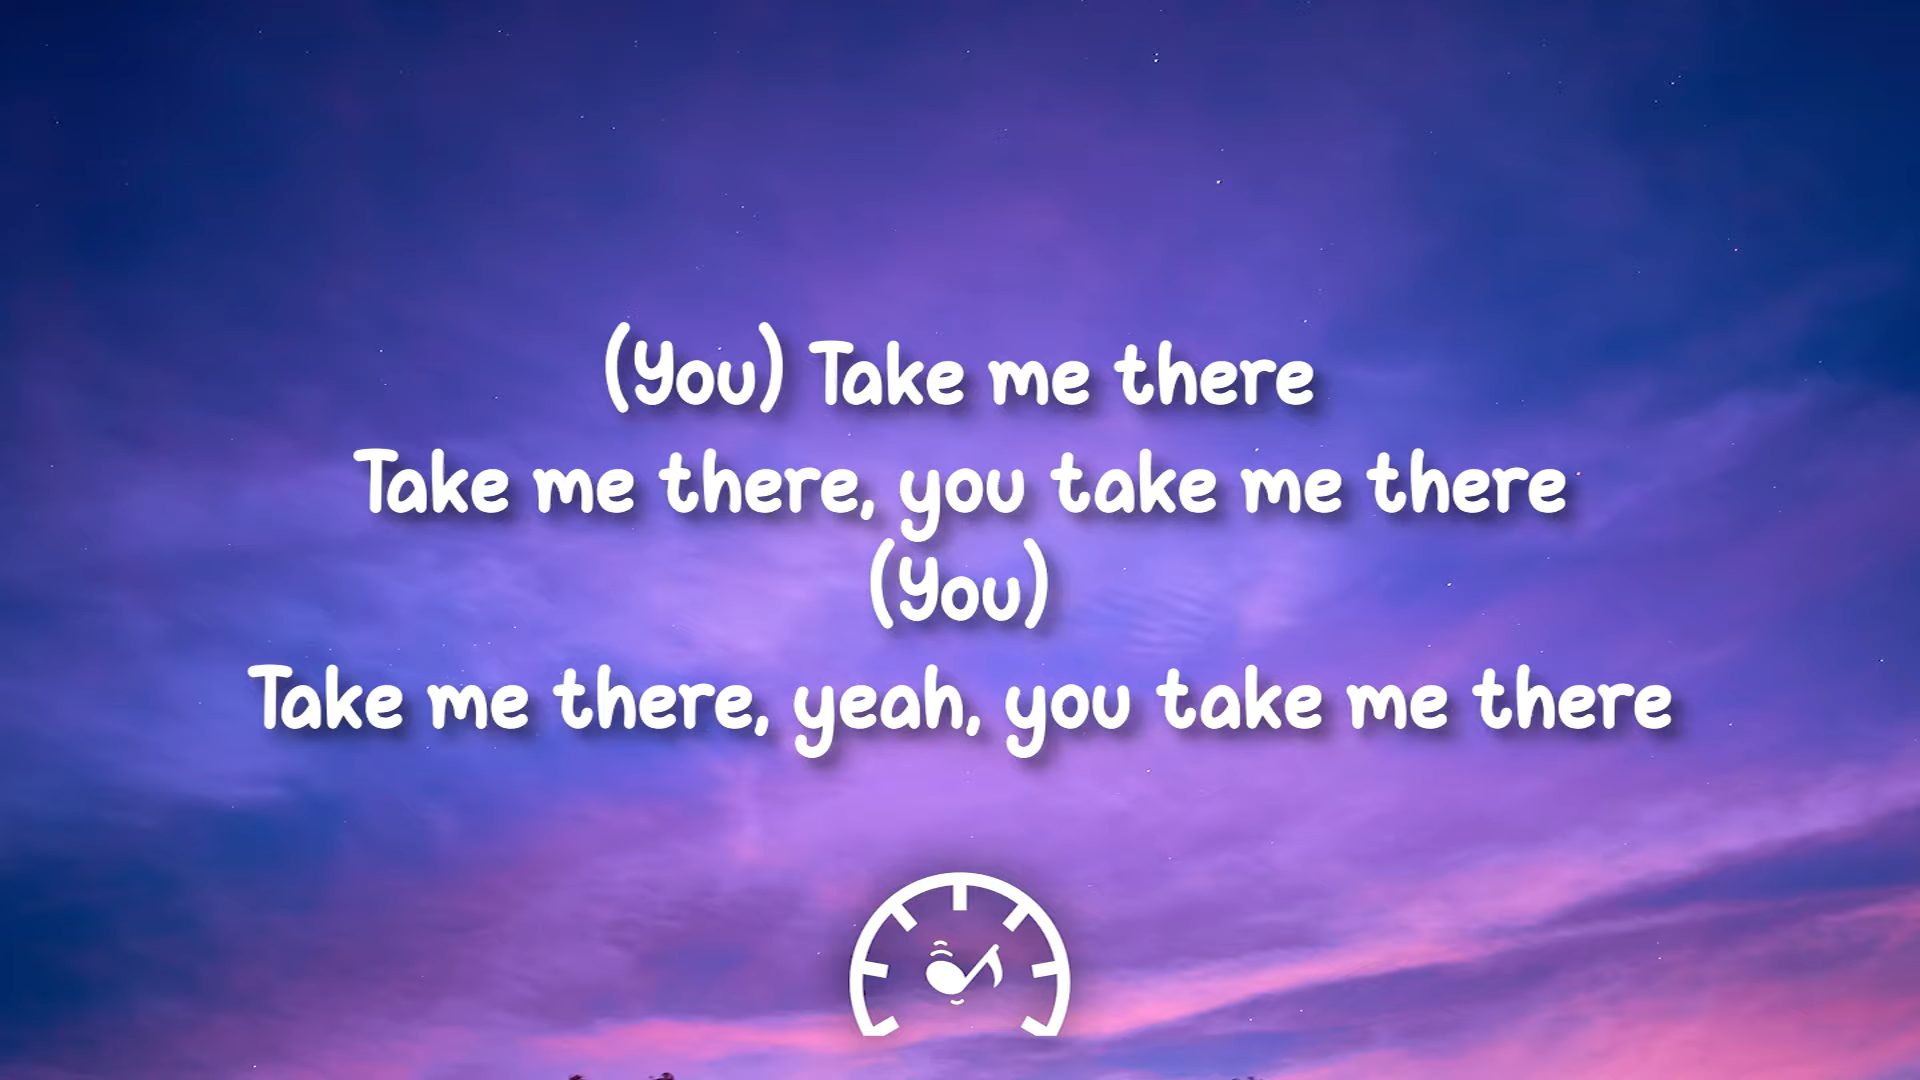 (You) Take me there
Take me there, you take me there
(You)
Take me there, yeah, you take me there